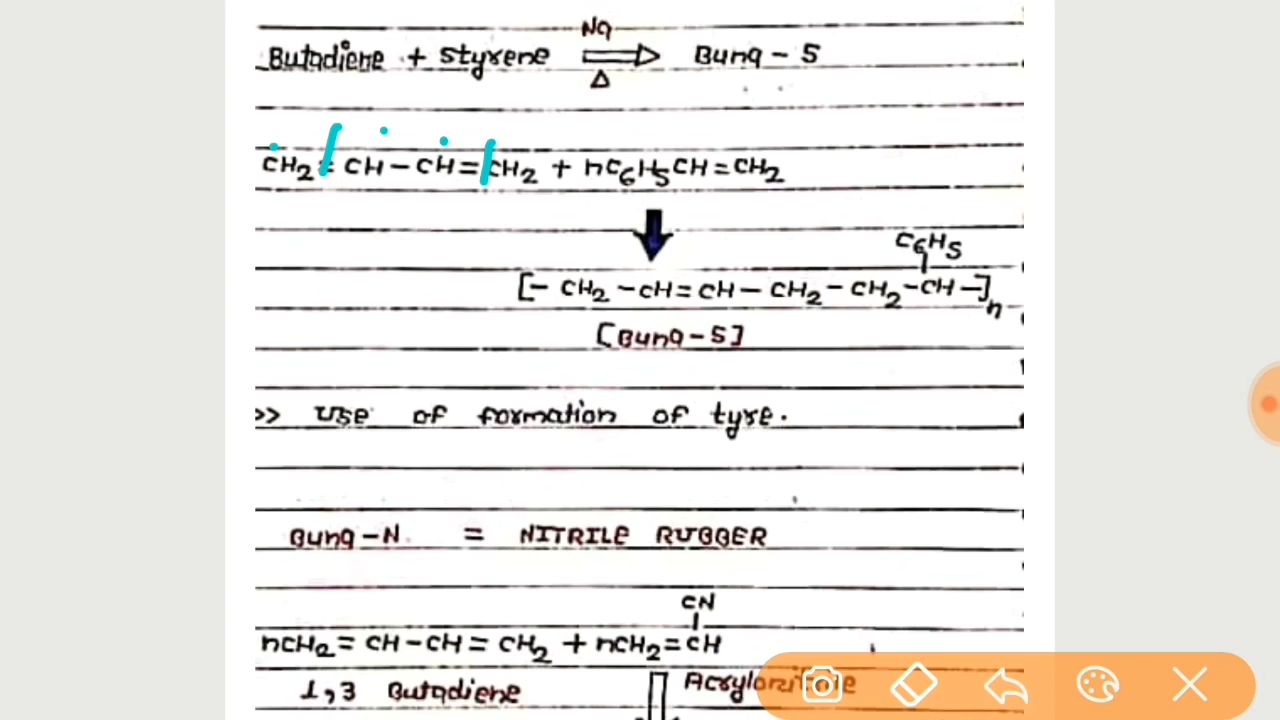 Na
Butadiene + Styrene ⟹ Buna - S
Δ
CH2 = CH - CH = CH2 + nC6H5CH = CH2
C6H5
[- CH2 - CH = CH - CH2 - CH2 - CH -]n
[Buna - S]
>> Use of formation of tyre.
Buna - N. = NITRILE RUBBER
CN
nCH2 = CH - CH = CH2 + nCH2 = CH
1,3 Butadiene Acrylonitrile